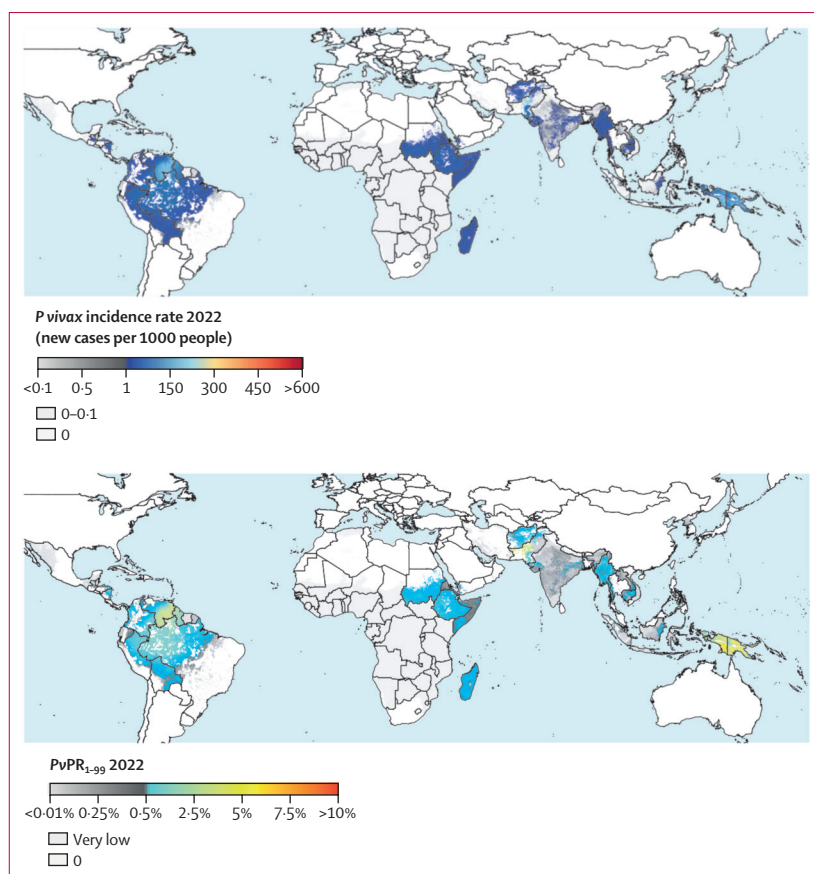 P vivax incidence rate 2022
(new cases per 1000 people)
<0·1 0·5 1 150 300 450 >600
0–0·1
0
PvPR1–99 2022
<0·01% 0·25% 0·5% 2·5% 5% 7·5% >10%
Very low
0